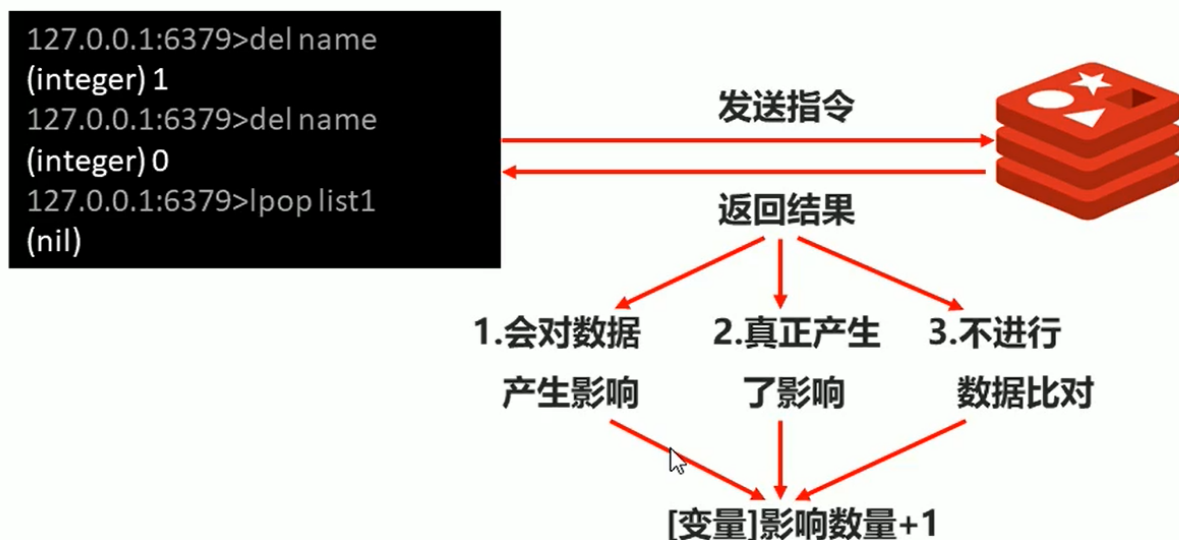 127.0.0.1:6379>del name
(integer) 1
127.0.0.1:6379>del name
(integer) 0
127.0.0.1:6379>lpop list1
(nil)
发送指令
返回结果
1.会对数据
产生影响
2.真正产生
了影响
3.不进行
数据比对
[变量]影响数量+1